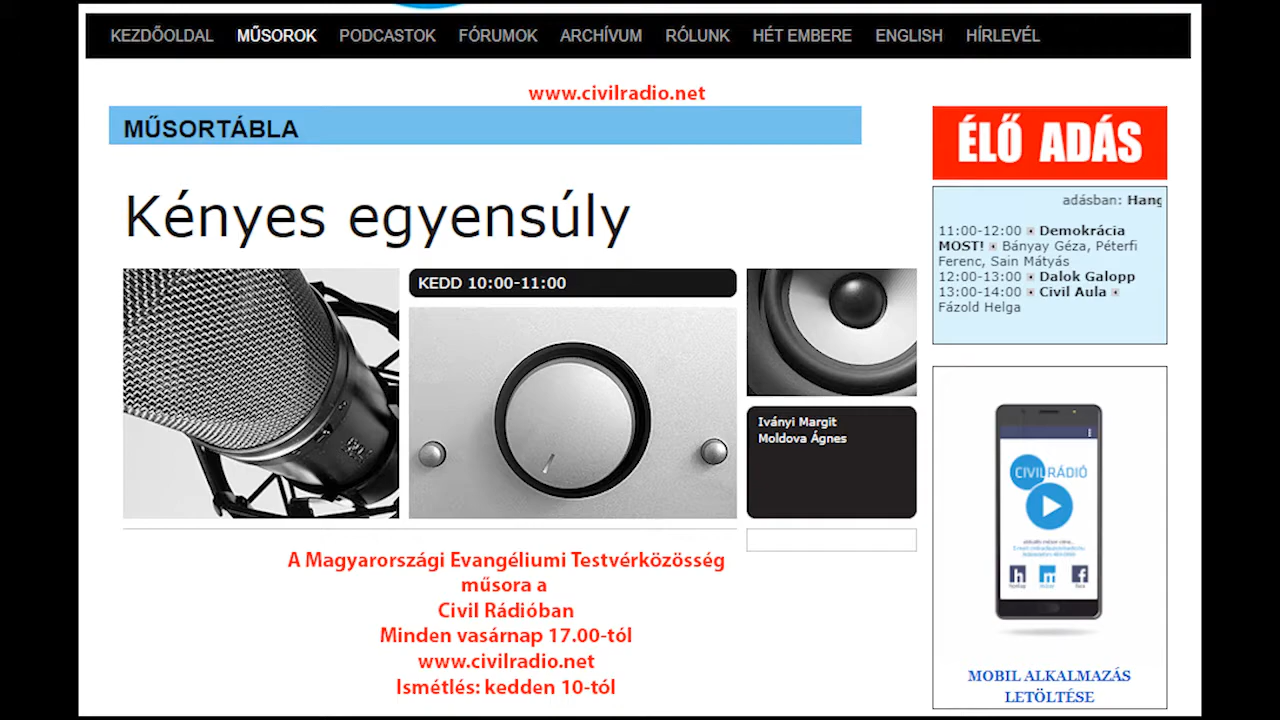 KEZDŐOLDAL MŰSOROK PODCASTOK FÓRUMOK ARCHÍVUM RÓLUNK HÉT EMBERE ENGLISH HÍRLEVÉL
www.civilradio.net
MŰSORTÁBLA
Kényes egyensúly
KEDD 10:00-11:00
Iványi Margit
Moldova Ágnes
A Magyarországi Evangéliumi Testvérközösség
műsora a
Civil Rádióban
Minden vasárnap 17.00-tól
www.civilradio.net
Ismétlés: kedden 10-tól
ÉLŐ ADÁS
adásban: Hang
11:00-12:00 Demokrácia
MOST! Bányay Géza, Péterfi
Ferenc, Sain Mátyás
12:00-13:00 Dalok Galopp
13:00-14:00 Civil Aula
Fázold Helga
CIVILRÁDIÓ
MOBIL ALKALMAZÁS
LETÖLTÉSE